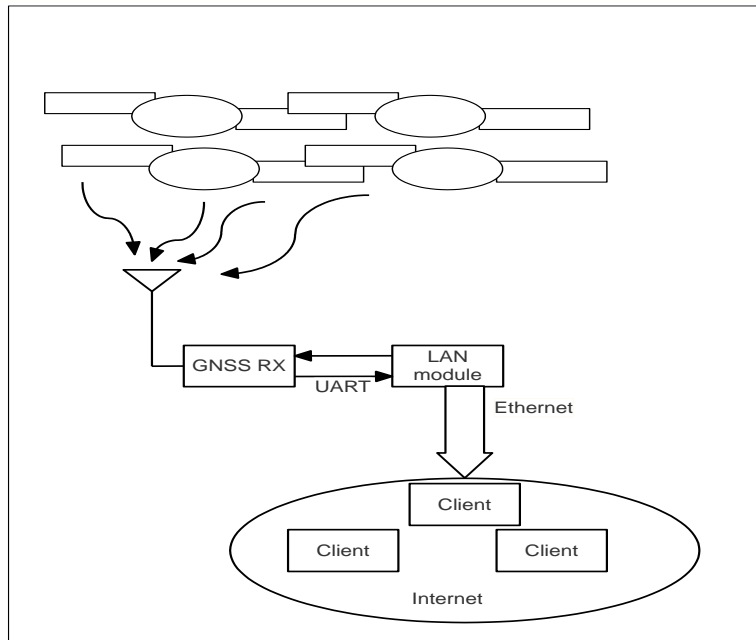 GNSS RX
UART
LAN
module
Ethernet
Client
Client
Client
Internet